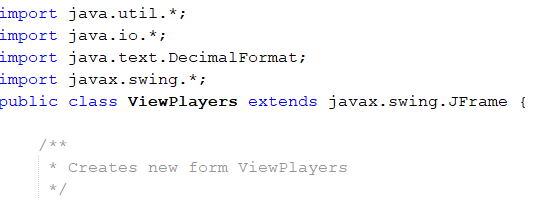 import java.util.*;
import java.io.*;
import java.text.DecimalFormat;
import javax.swing.*;
public class ViewPlayers extends javax.swing.JFrame {
/**
* Creates new form ViewPlayers
*/